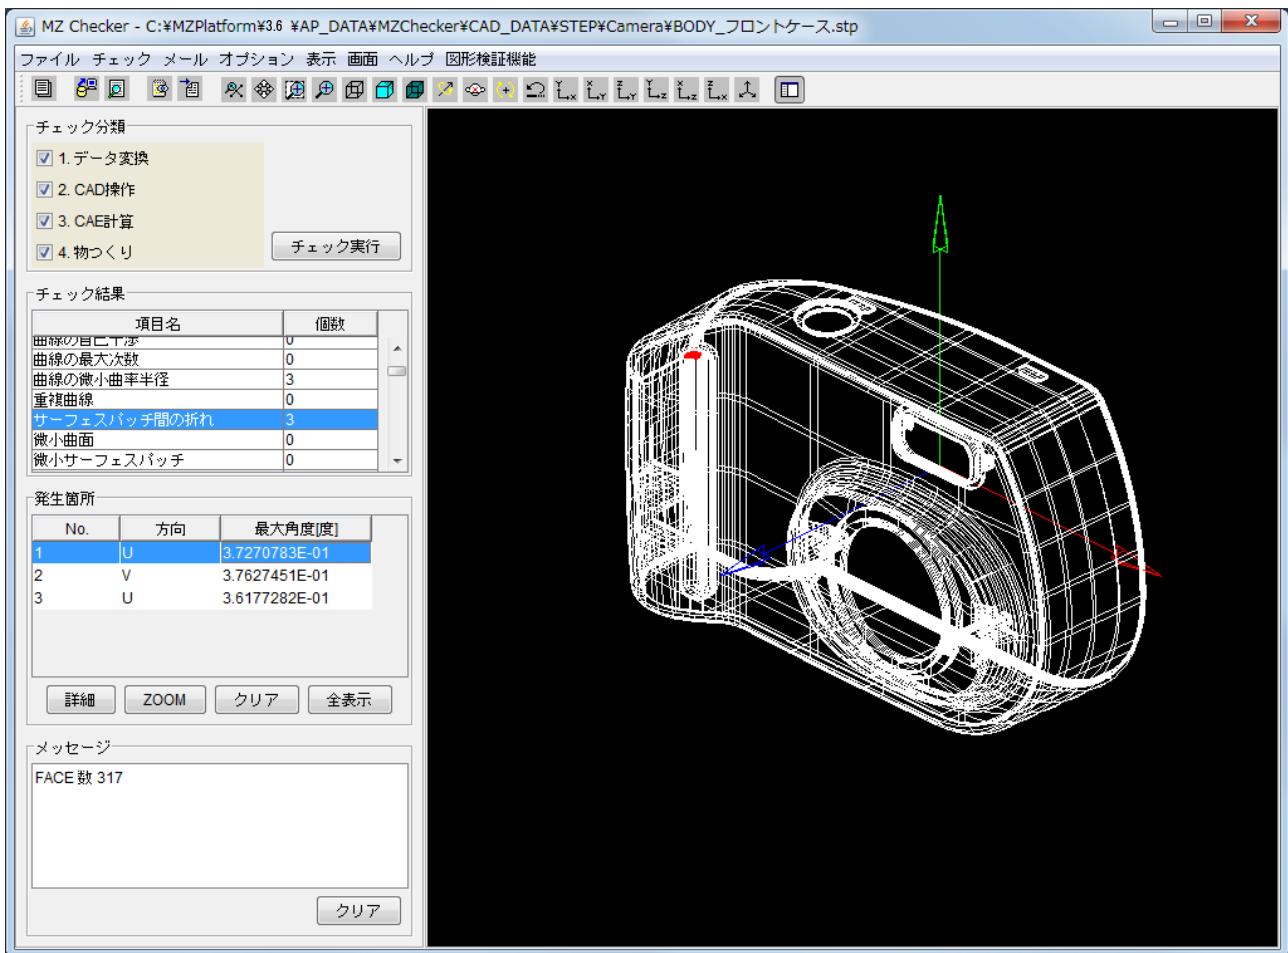 MZ Checker - C:¥MZPlatform¥3.6 ¥AP_DATA¥MZChecker¥CAD_DATA¥STEP¥Camera¥BODY_フロントケース.stp
ファイル チェック メール オプション 表示 画面 ヘルプ 図形検証機能
チェック分類
1. データ変換
2. CAD操作
3. CAE計算
4. 物つくり
チェック実行
チェック結果
項目名 個数
曲線の自己干渉 0
曲線の最大次数 0
曲線の微小曲率半径 3
重複曲線 0
サーフェスパッチ間の折れ 3
微小曲面 0
微小サーフェスパッチ 0
発生箇所
No. 方向 最大角度[度]
1 U 3.7270783E-01
2 V 3.7627451E-01
3 U 3.6177282E-01
詳細 ZOOM クリア 全表示
メッセージ
FACE 数 317
クリア